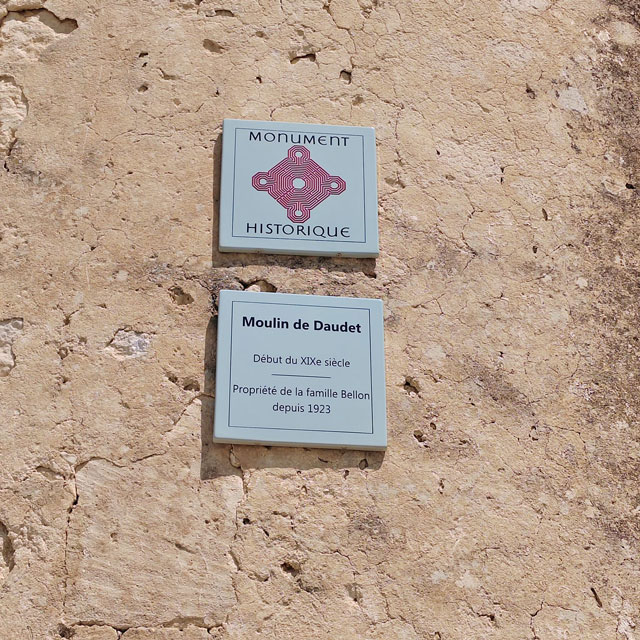 MONUMENT
HISTORIQUE
Moulin de Daudet
Début du XIXe siècle
Propriété de la famille Bellon
depuis 1923